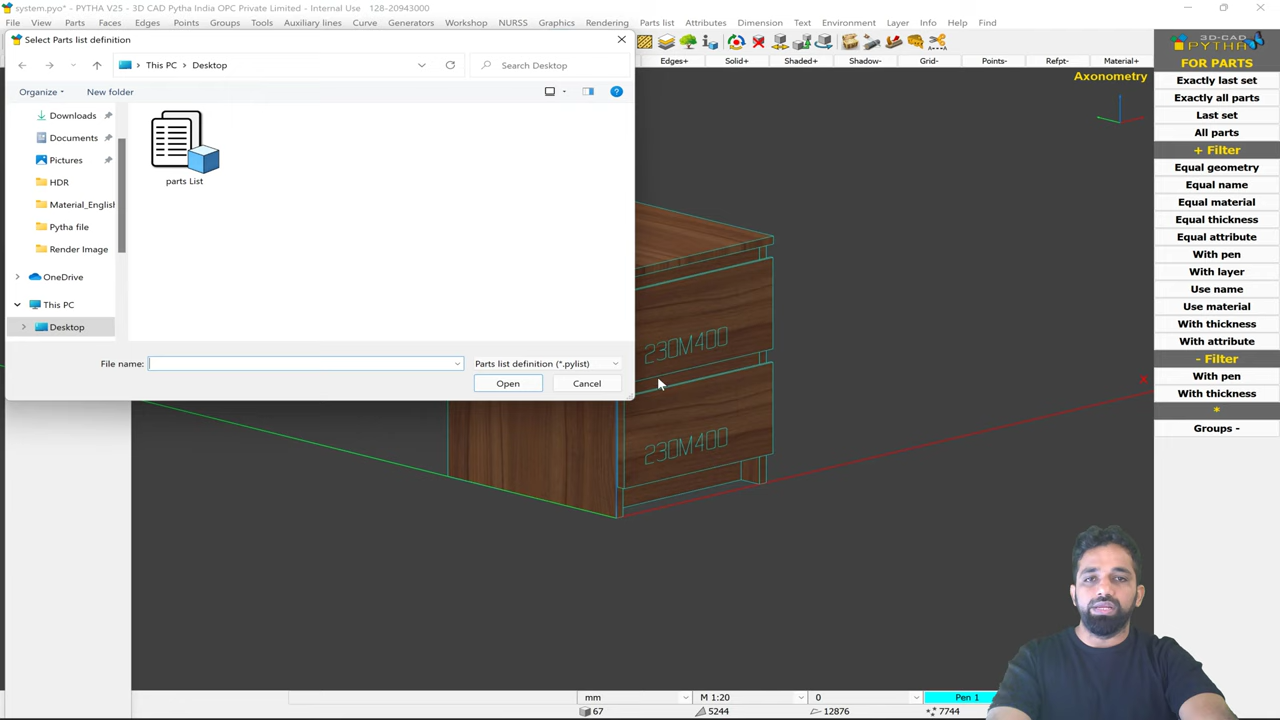 system.pyo* - PYTHA V25 - 3D CAD Pytha India OPC Private Limited - Internal Use 128-20943000
File View Parts Faces Edges Points Groups Tools Auxiliary lines Curve Generators Workshop NURSS Graphics Rendering Parts list Attributes Dimension Text Environment Layer Info Help Find
Select Parts list definition
This PC > Desktop
Search Desktop
Organize New folder
Downloads
Documents
Pictures
HDR
Material_English
Pytha file
Render Image
OneDrive
This PC
Desktop
parts List
File name:
Parts list definition (*.pylist)
Open Cancel
Edges+ Solid+ Shaded+ Shadow- Grid- Points- Refpt- Material+
Axonometry
230M400
230M400
X
3D-CAD
PYTHA
FOR PARTS
Exactly last set
Exactly all parts
Last set
All parts
+ Filter
Equal geometry
Equal name
Equal material
Equal thickness
Equal attribute
With pen
With layer
Use name
Use material
With thickness
With attribute
- Filter
With pen
With thickness
*
Groups -
mm M 1:20 0 Pen 1
67 5244 12876 7744